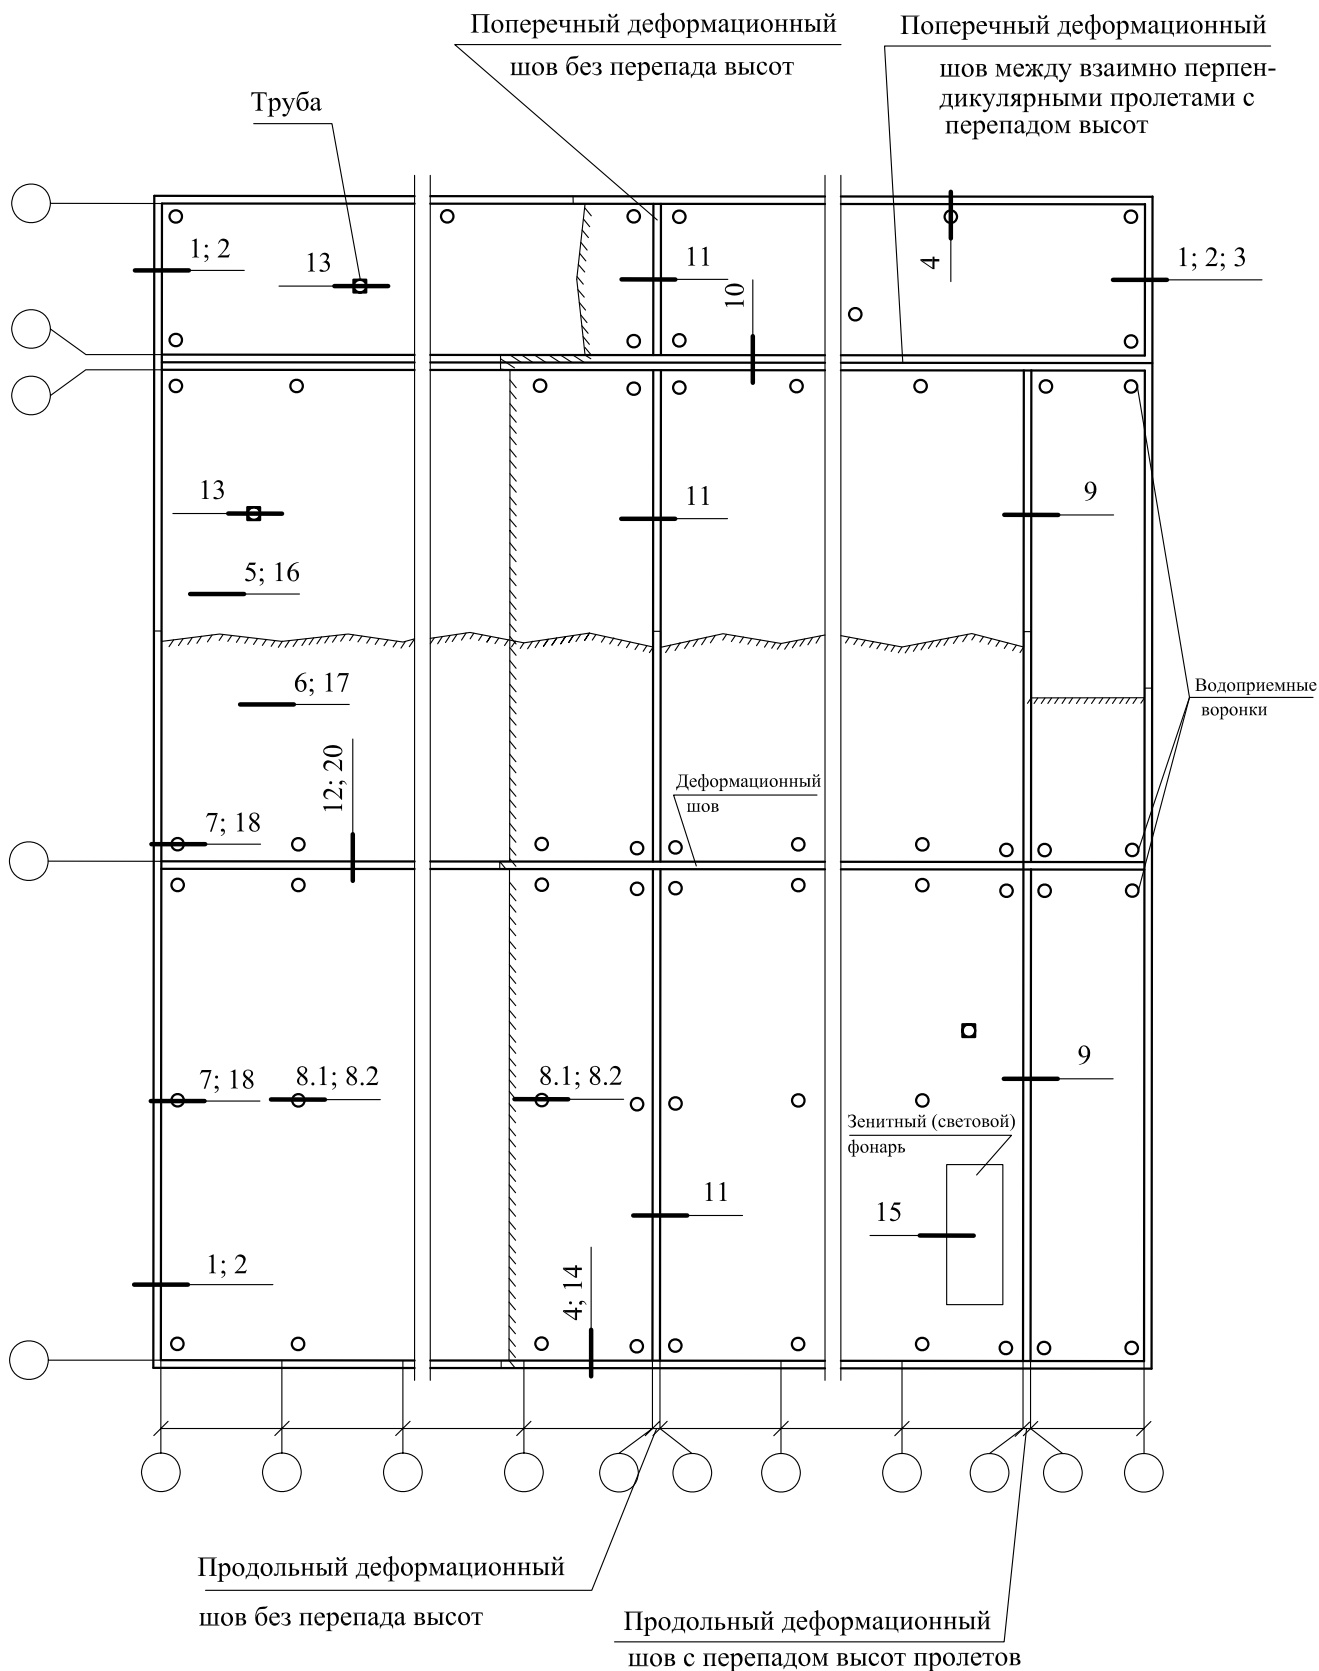 Поперечный деформационный
шов без перепада высот
Поперечный деформационный
шов между взаимно перпен-
дикулярными пролетами с
перепадом высот
Труба
1; 2
13
11
10
4
1; 2; 3
13
11
9
5; 16
6; 17
Водоприемные
воронки
12; 20
Деформационный
шов
7; 18
7; 18
8.1; 8.2
8.1; 8.2
9
Зенитный (световой)
фонарь
11
15
1; 2
4; 14
Продольный деформационный
шов без перепада высот
Продольный деформационный
шов с перепадом высот пролетов